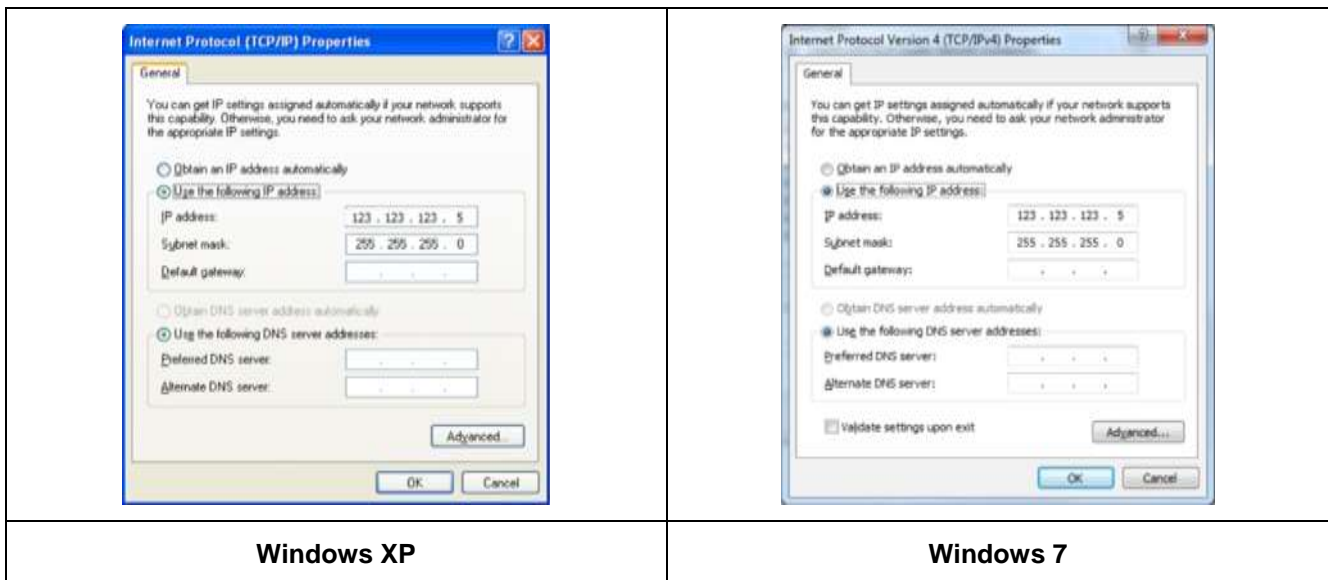 Internet Protocol (TCP/IP) Properties
General
You can get IP settings assigned automatically if your network supports
this capability. Otherwise, you need to ask your network administrator for
the appropriate IP settings.
Obtain an IP address automatically
Use the following IP address:
IP address: 123 . 123 . 123 . 5
Subnet mask: 255 . 255 . 255 . 0
Default gateway: . . .
Obtain DNS server address automatically
Use the following DNS server addresses:
Preferred DNS server: . . .
Alternate DNS server: . . .
Advanced...
OK Cancel
Windows XP
Internet Protocol Version 4 (TCP/IPv4) Properties
General
You can get IP settings assigned automatically if your network supports
this capability. Otherwise, you need to ask your network administrator
for the appropriate IP settings.
Obtain an IP address automatically
Use the following IP address:
IP address: 123 . 123 . 123 . 5
Subnet mask: 255 . 255 . 255 . 0
Default gateway: . . .
Obtain DNS server address automatically
Use the following DNS server addresses:
Preferred DNS server: . . .
Alternate DNS server: . . .
Validate settings upon exit
Advanced...
OK Cancel
Windows 7